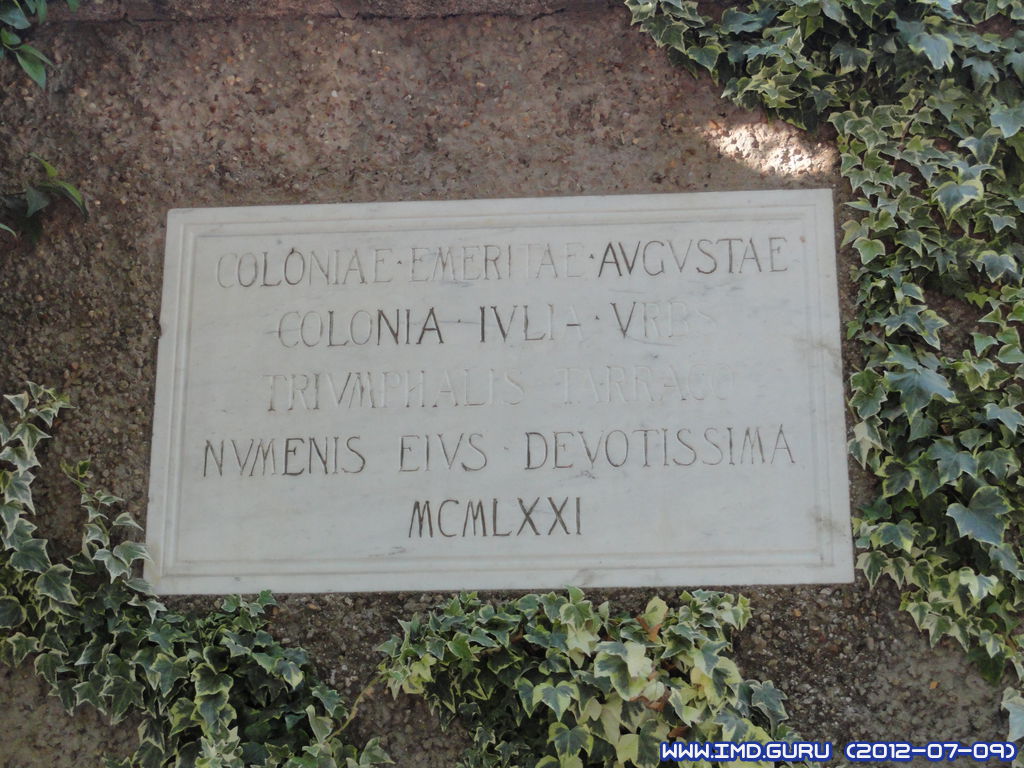 COLONIAE · EMERITAE · AVGVSTAE
COLONIA · IVLIA · VRBS
TRIVMPHALIS TARRACO
NVMENIS EIVS · DEVOTISSIMA
MCMLXXI
WWW.IMD.GURU (2012-07-09)